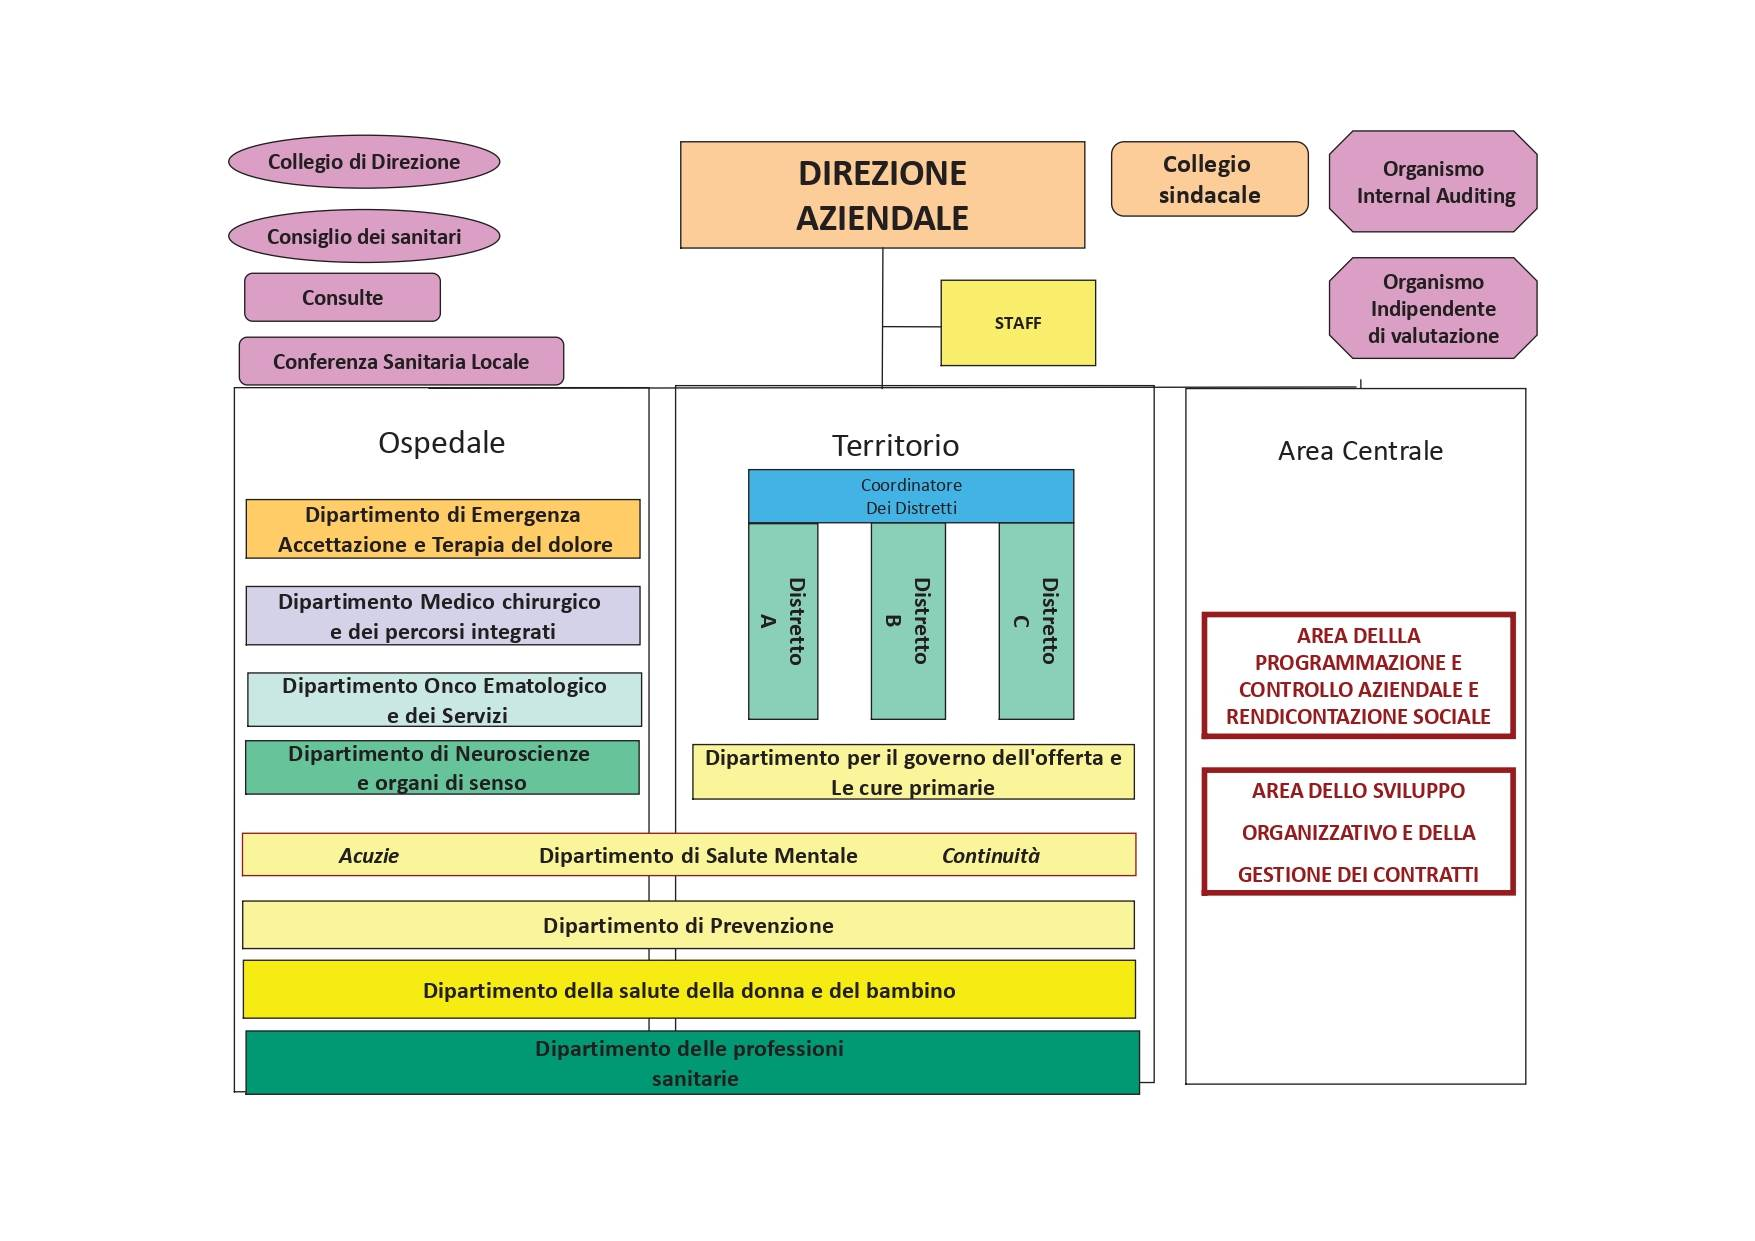 Collegio di Direzione
Consiglio dei sanitari
Consulte
Conferenza Sanitaria Locale
DIREZIONE
AZIENDALE
Collegio
sindacale
Organismo
Internal Auditing
STAFF
Organismo
Indipendente
di valutazione
Ospedale
Dipartimento di Emergenza
Accettazione e Terapia del dolore
Dipartimento Medico chirurgico
e dei percorsi integrati
Dipartimento Onco Ematologico
e dei Servizi
Dipartimento di Neuroscienze
e organi di senso
Territorio
Coordinatore
Dei Distretti
Distretto
A
Distretto
B
Distretto
C
Dipartimento per il governo dell'offerta e
Le cure primarie
Acuzie Dipartimento di Salute Mentale Continuità
Dipartimento di Prevenzione
Dipartimento della salute della donna e del bambino
Dipartimento delle professioni
sanitarie
Area Centrale
AREA DELLLA
PROGRAMMAZIONE E
CONTROLLO AZIENDALE E
RENDICONTAZIONE SOCIALE
AREA DELLO SVILUPPO
ORGANIZZATIVO E DELLA
GESTIONE DEI CONTRATTI